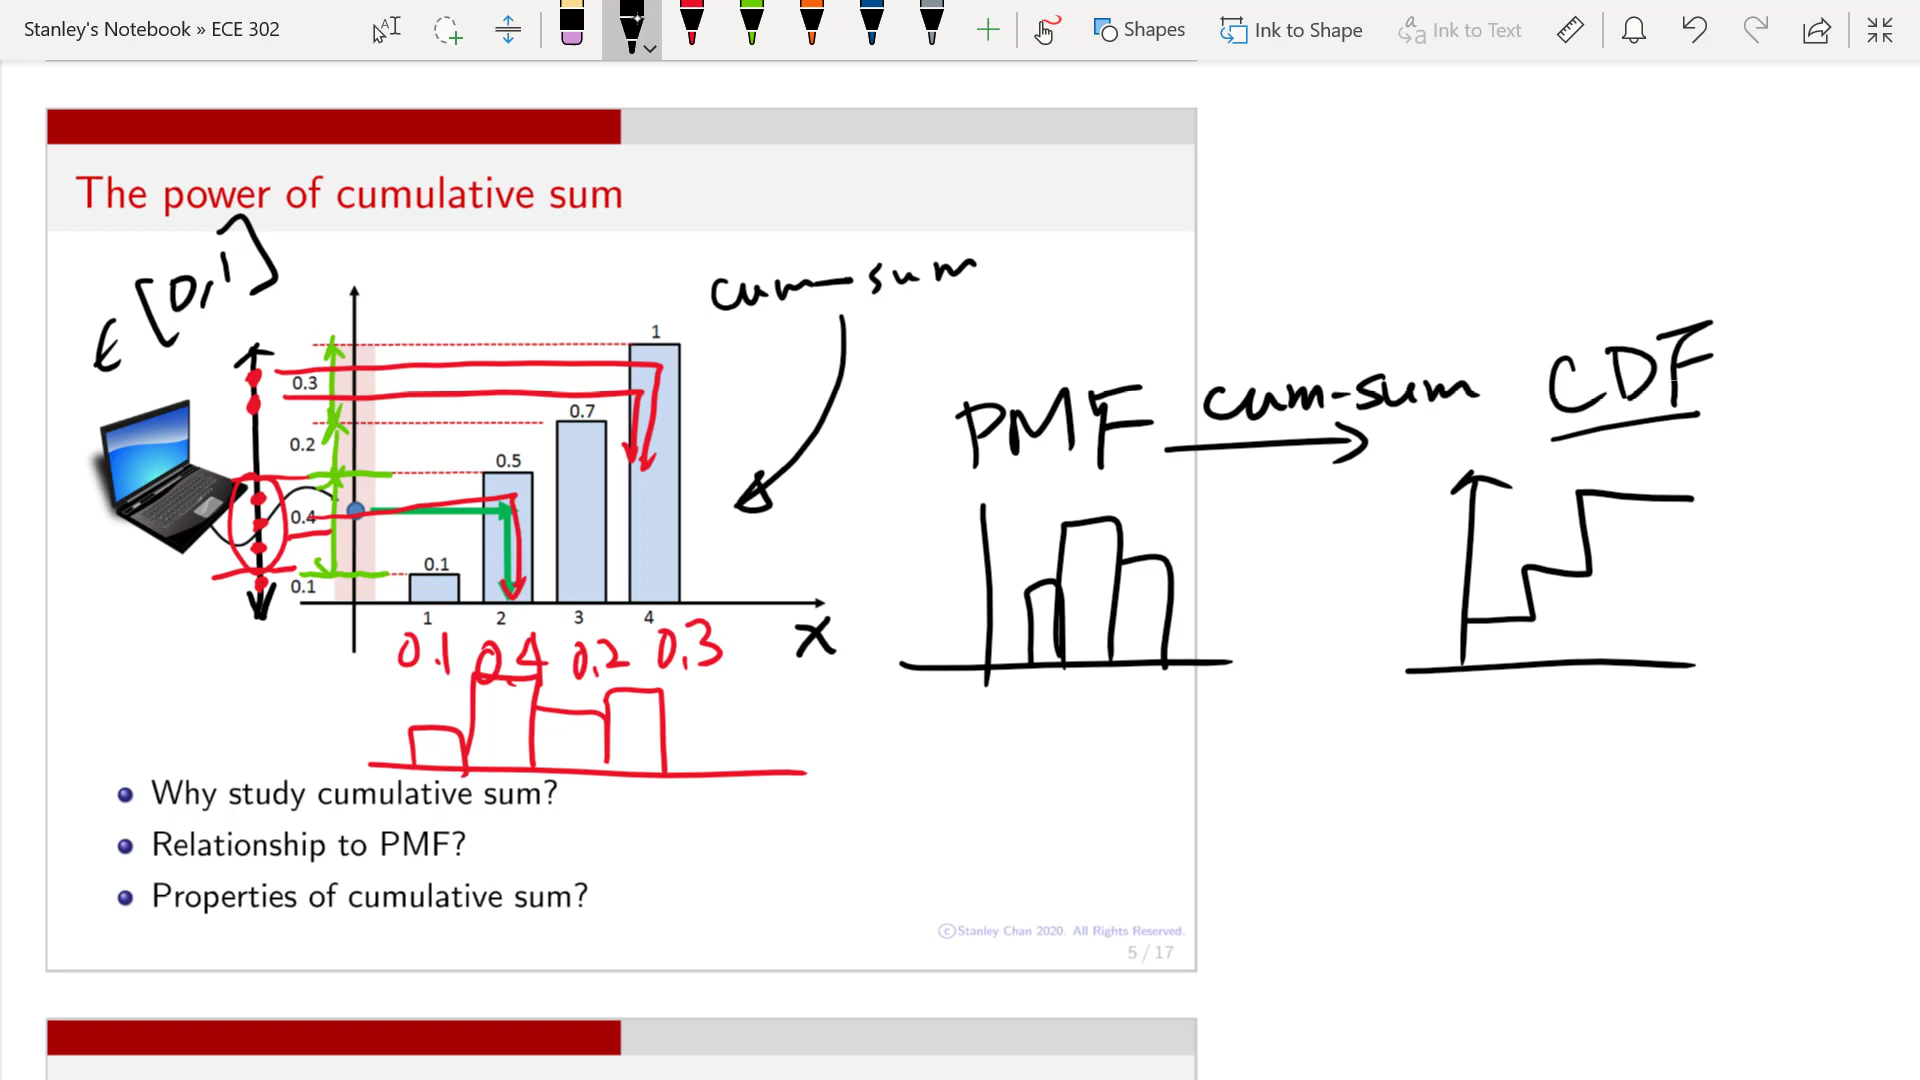 Stanley's Notebook » ECE 302
Shapes
Ink to Shape
Ink to Text
The power of cumulative sum
∈ [0,1]
cum-sum
1
0.3
0.7
0.2
0.5
0.4
0.1
0.1
1 2 3 4
x
0.1 0.4 0.2 0.3
PMF cum-sum CDF
Why study cumulative sum?
Relationship to PMF?
Properties of cumulative sum?
©Stanley Chan 2020. All Rights Reserved.
5 / 17